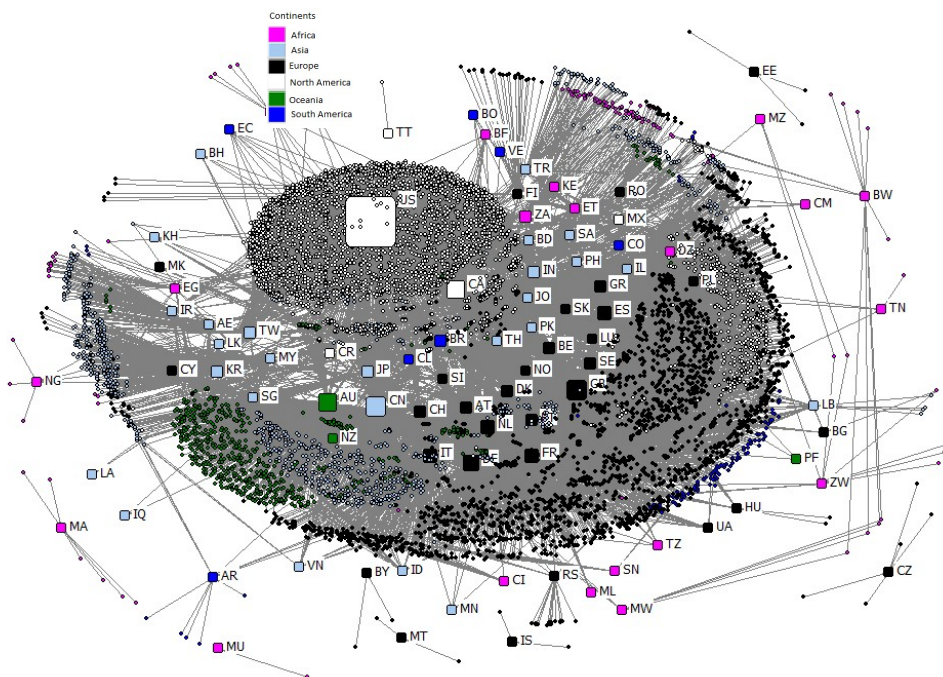 Continents
Africa
Asia
Europe
North America
Oceania
South America
EE
MZ
BO
BF
VE
TT
EC
BH
TR
FI
KE
RO
BW
US
ZA
ET
MX
CM
KH
BD
SA
CO
DZ
MK
IN
PH
IL
PL
EG
CA
GR
IR
JO
SK
ES
TN
AE
TW
PK
LK
BR
TH
BE
LU
MY
CR
CL
NO
SE
CY
KR
JP
SI
NG
DK
GB
SG
AU
CN
CH
AT
LB
NL
BG
NZ
IT
DE
FR
PF
LA
ZW
HU
IQ
MA
UA
TZ
CZ
VN
BY
ID
SN
AR
CI
RS
ML
MN
MW
MT
IS
MU